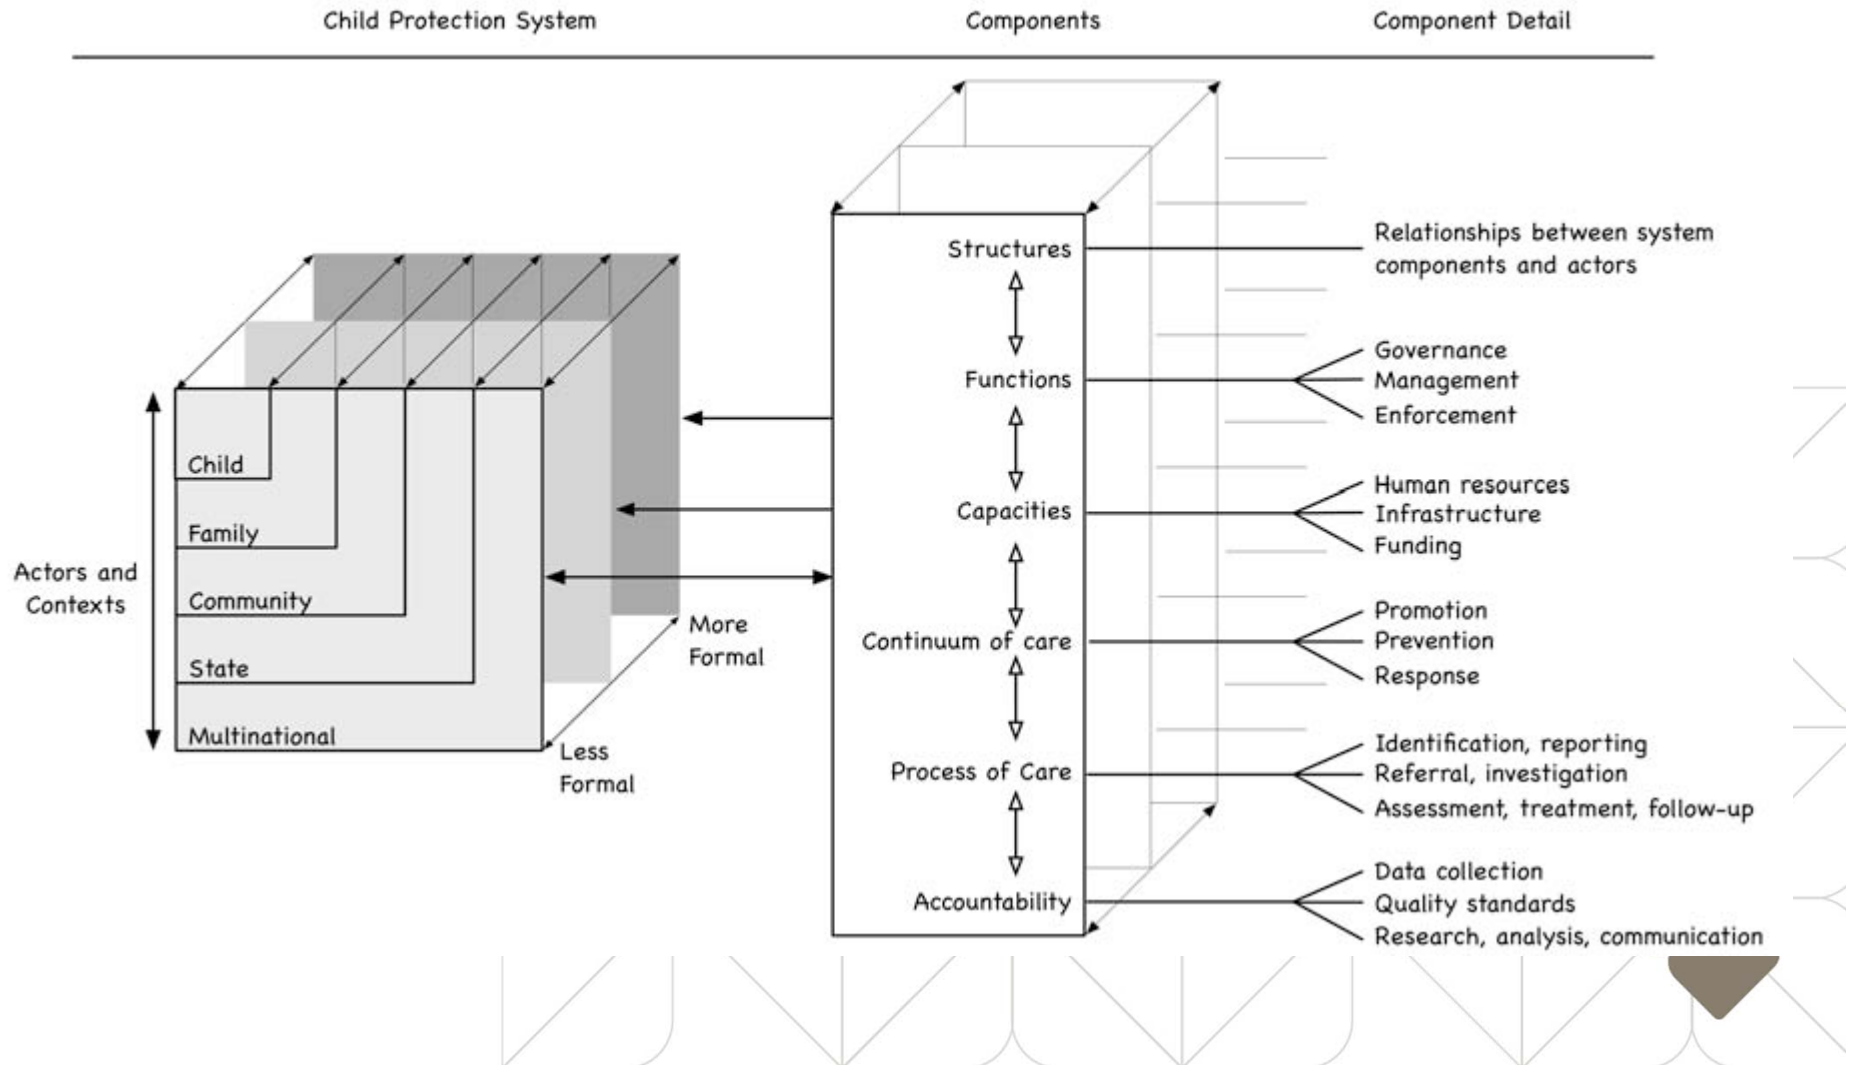 Child Protection System
Components
Component Detail
Actors and
Contexts
Child
Family
Community
State
Multinational
More
Formal
Less
Formal
Structures
Functions
Capacities
Continuum of care
Process of Care
Accountability
Relationships between system
components and actors
Governance
Management
Enforcement
Human resources
Infrastructure
Funding
Promotion
Prevention
Response
Identification, reporting
Referral, investigation
Assessment, treatment, follow-up
Data collection
Quality standards
Research, analysis, communication